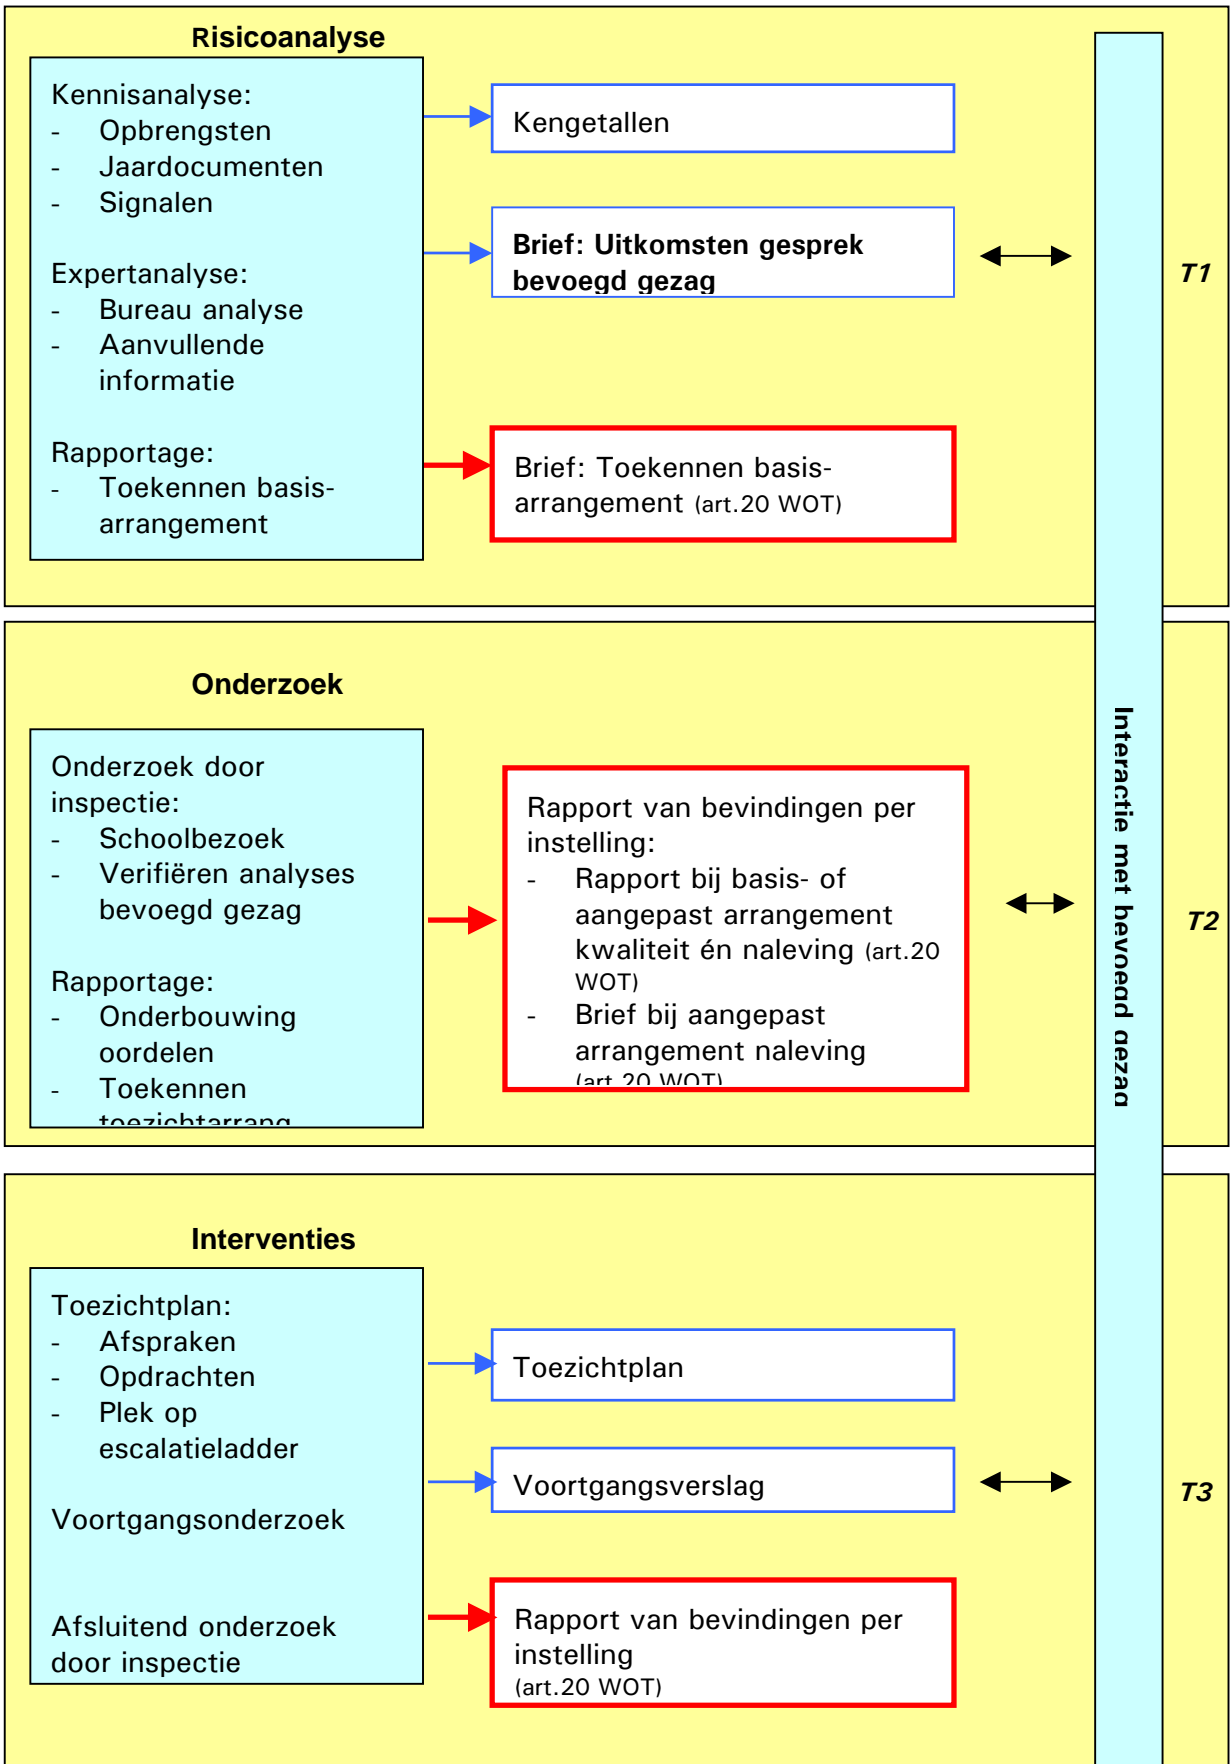 Risicoanalyse
Kennisanalyse:
- Opbrengsten
- Jaardocumenten
- Signalen
Expertanalyse:
- Bureau analyse
- Aanvullende
informatie
Rapportage:
- Toekennen basis-
arrangement
Kengetallen
Brief: Uitkomsten gesprek
bevoegd gezag
Brief: Toekennen basis-
arrangement (art.20 WOT)
T1
Onderzoek
Onderzoek door
inspectie:
- Schoolbezoek
- Verifiëren analyses
bevoegd gezag
Rapportage:
- Onderbouwing
oordelen
- Toekennen
toezichtarrang
Rapport van bevindingen per
instelling:
- Rapport bij basis- of
aangepast arrangement
kwaliteit én naleving (art.20
WOT)
- Brief bij aangepast
arrangement naleving
(art.20 WOT)
Interactie met bevoegd gezag
T2
Interventies
Toezichtplan:
- Afspraken
- Opdrachten
- Plek op
escalatieladder
Voortgangsonderzoek
Afsluitend onderzoek
door inspectie
Toezichtplan
Voortgangsverslag
Rapport van bevindingen per
instelling
(art.20 WOT)
T3